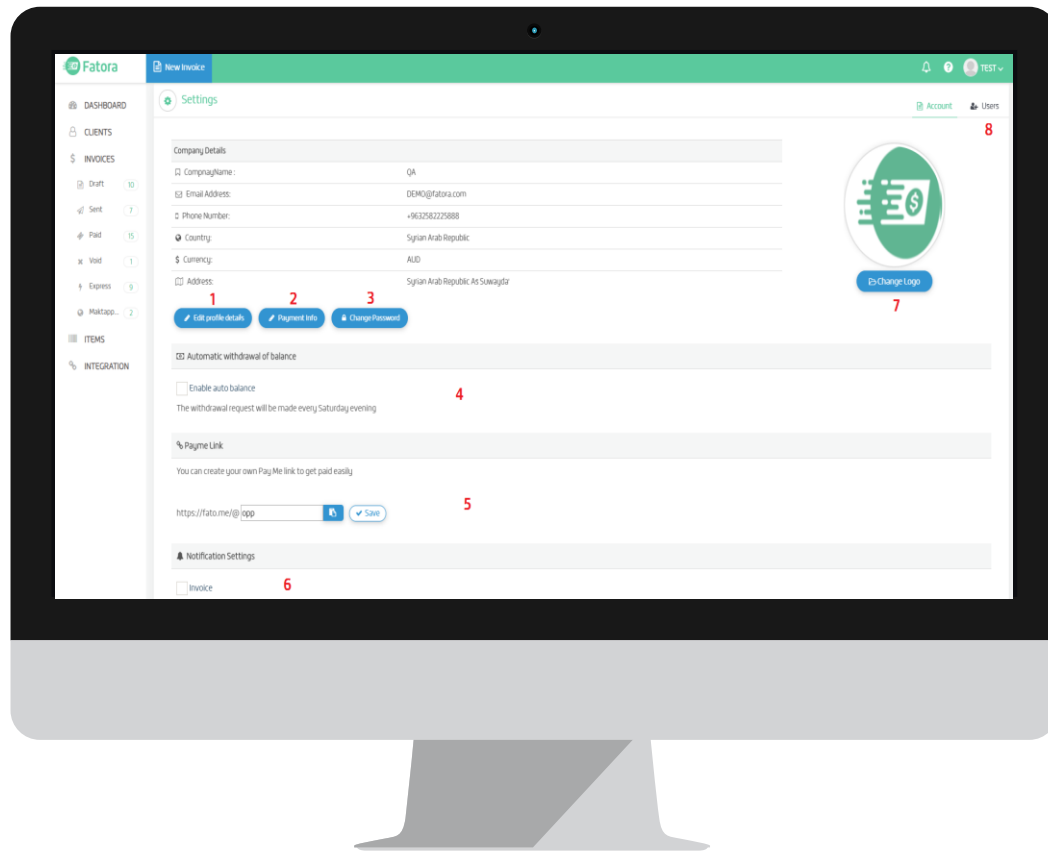 Fatora
New Invoice
TEST
Settings
Account
Users
8
DASHBOARD
CLIENTS
INVOICES
Draft 10
Sent 7
Paid 15
Void 1
Express 9
Maktapp... 2
ITEMS
INTEGRATION
Company Details
CompnayName : QA
Email Address: DEMO@fatora.com
Phone Number: +9632582225888
Country: Syrian Arab Republic
$ Currency: AUD
Address: Syrian Arab Republic As Suwayda'
1 2 3
Edit profile details Payment Info Change Password
$
Change Logo
7
Automatic withdrawal of balance
Enable auto balance
4
The withdrawal request will be made every Saturday evening
Payme Link
You can create your own Pay Me link to get paid easily
https://fato.me/@ opp Save
5
Notification Settings
Invoice
6